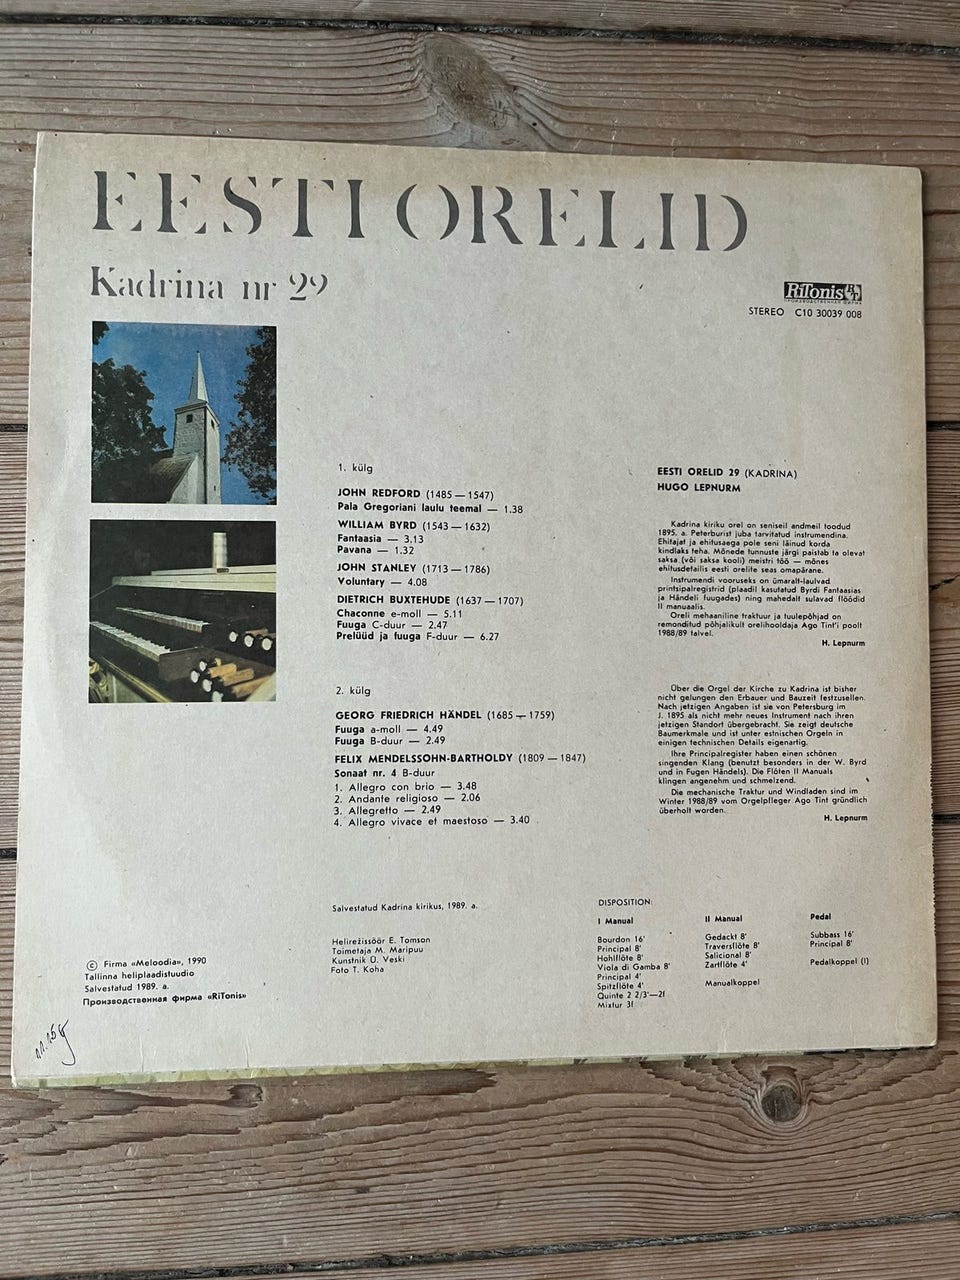 EESTI ORELID
Kadrina nr 29
RiTonis
ПРОИЗВОДСТВЕННАЯ ФИРМА
STEREO C10 30039 008
1. külg
JOHN REDFORD (1485—1547)
Pala Gregoriani laulu teemal — 1.38
WILLIAM BYRD (1543—1632)
Fantaasia — 3.13
Pavana — 1.32
JOHN STANLEY (1713—1786)
Voluntary — 4.08
DIETRICH BUXTEHUDE (1637—1707)
Chaconne e-moll — 5.11
Fuuga C-duur — 2.47
Prelüüd ja fuuga F-duur — 6.27
2. külg
GEORG FRIEDRICH HÄNDEL (1685—1759)
Fuuga a-moll — 4.49
Fuuga B-duur — 2.49
FELIX MENDELSSOHN-BARTHOLDY (1809—1847)
Sonaat nr. 4 B-duur
1. Allegro con brio — 3.48
2. Andante religioso — 2.06
3. Allegretto — 2.49
4. Allegro vivace et maestoso — 3.40
EESTI ORELID 29 (KADRINA)
HUGO LEPNURM
Kadrina kiriku orel on seniseil andmeil toodud
1895. a. Peterburist juba tarvitatud instrumendina.
Ehitajat ja ehitusaega pole seni läinud korda
kindlaks teha. Mõnede tunnuste järgi paistab ta olevat
saksa (või saksa kooli) meistri töö — mõnes
ehitusdetailis eesti orelite seas omapärane.
Instrumendi vooruseks on ümaralt-laulvad
printsipalregistrid (plaadil kasutatud Byrdi Fantaasias
ja Händeli fuugades) ning mahedalt sulavad flöödid
II manuaalis.
Oreli mehaaniline traktuur ja tuulepõhjad on
remonditud põhjalikult orelihooldaja Ago Tint'i poolt
1988/89 talvel.
H. Lepnurm
Über die Orgel der Kirche zu Kadrina ist bisher
nicht gelungen den Erbauer und Bauzeit festzusellen.
Nach jetzigen Angaben ist sie von Petersburg im
J. 1895 als nicht mehr neues Instrument nach ihren
jetzigen Standort übergebracht. Sie zeigt deutsche
Baumerkmale und ist unter estnischen Orgeln in
einigen technischen Details eigenartig.
Ihre Principalregister haben einen schönen
singenden Klang (benutzt besonders in der W. Byrd
und in Fugen Händels). Die Flöten II Manuals
klingen angenehm und schmelzend.
Die mechanische Traktur und Windladen sind im
Winter 1988/89 vom Orgelpfleger Ago Tint gründlich
überholt worden.
H. Lepnurm
Salvestatud Kadrina kirikus, 1989. a.
Helirežissöör E. Tomson
Toimetaja M. Maripuu
Kunstnik O. Veski
Foto T. Koha
DISPOSITION:
I Manual
Bourdon 16'
Principal 8'
Hohlflöte 8'
Viola di Gamba 8'
Principal 4'
Spitzflöte 4'
Quinte 2 2/3'—2f
Mixtur 3f
II Manual
Gedackt 8'
Traversflöte 8'
Salicional 8'
Zartflöte 4'
Manualkoppel
Pedal
Subbass 16'
Principal 8'
Pedalkoppel (I)
© Firma «Meloodia», 1990
Tallinna heliplaadistuudio
Salvestatud 1989. a.
Производственная фирма «RiTonis»